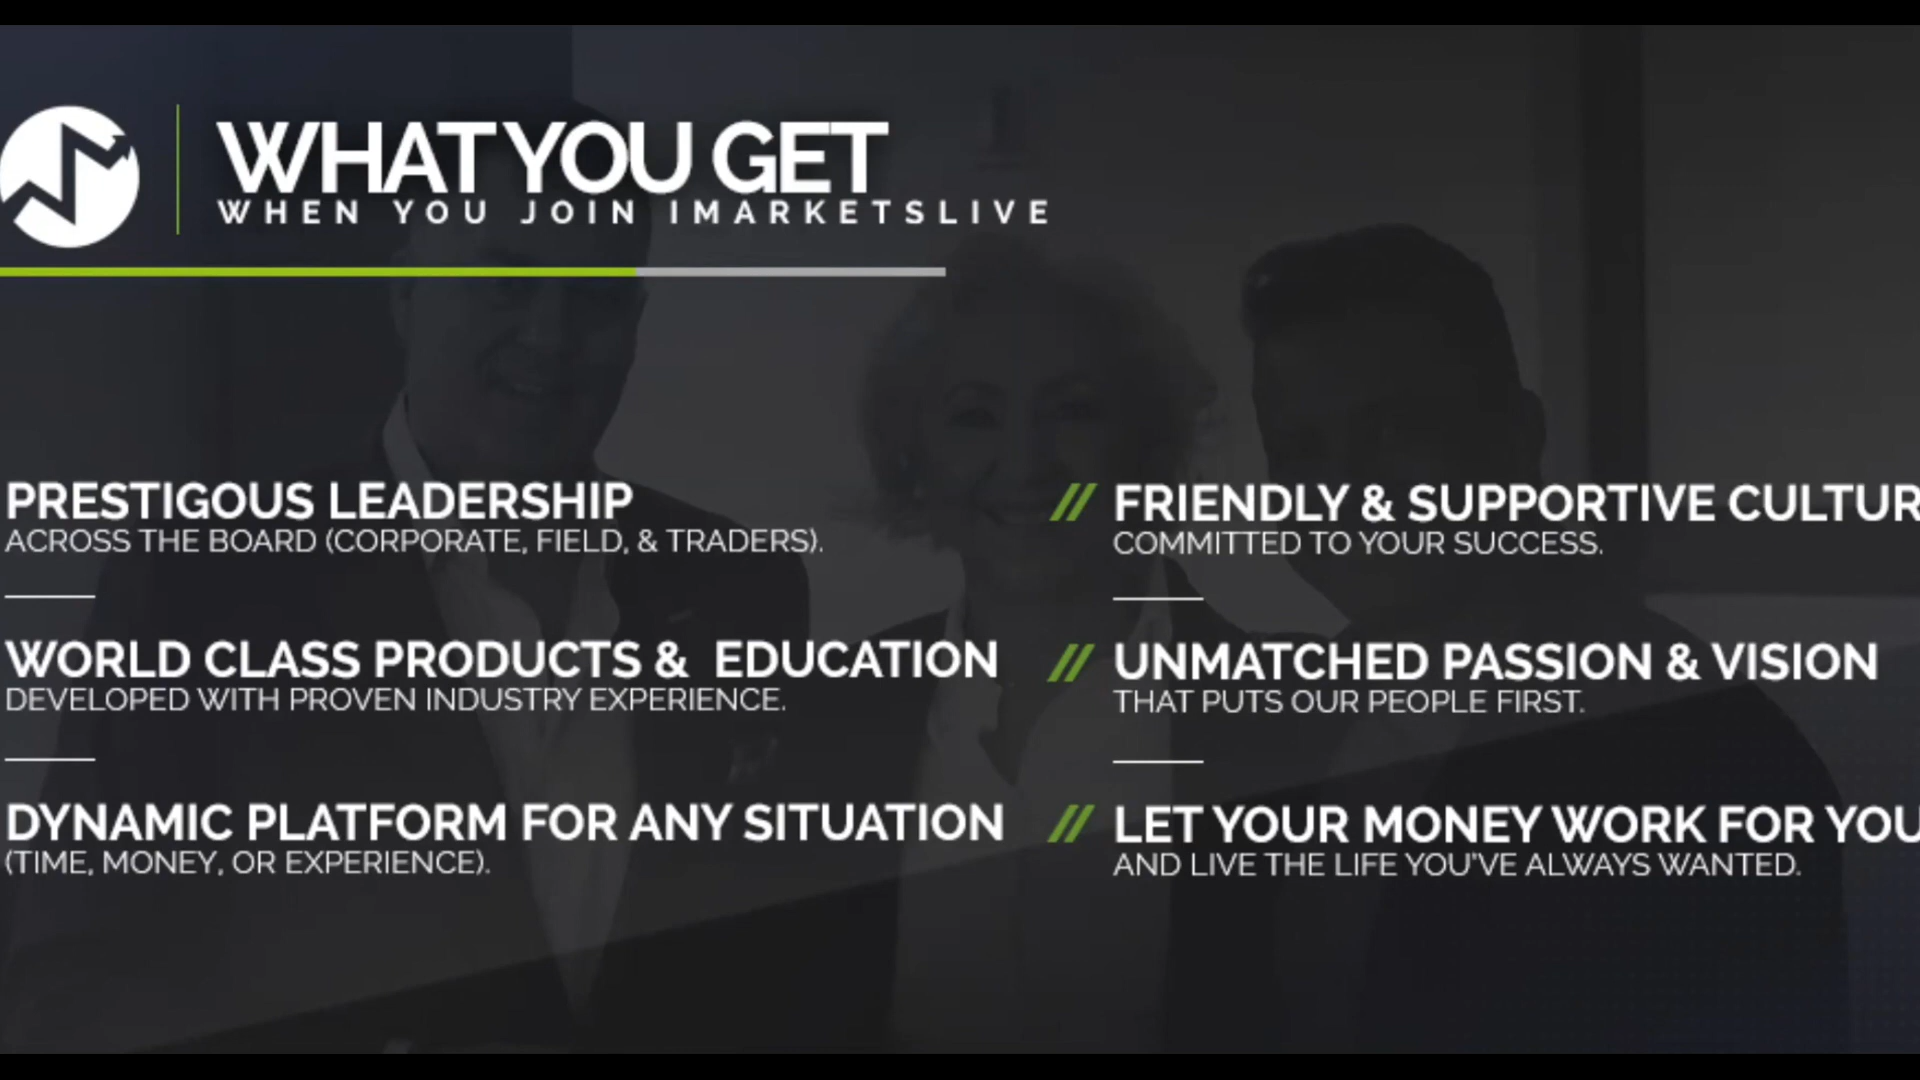 WHAT YOU GET
WHEN YOU JOIN IMARKETSLIVE
PRESTIGOUS LEADERSHIP
ACROSS THE BOARD (CORPORATE, FIELD, & TRADERS).
WORLD CLASS PRODUCTS & EDUCATION
DEVELOPED WITH PROVEN INDUSTRY EXPERIENCE.
DYNAMIC PLATFORM FOR ANY SITUATION
(TIME, MONEY, OR EXPERIENCE).
// FRIENDLY & SUPPORTIVE CULTUR
COMMITTED TO YOUR SUCCESS.
// UNMATCHED PASSION & VISION
THAT PUTS OUR PEOPLE FIRST.
// LET YOUR MONEY WORK FOR YOU
AND LIVE THE LIFE YOU'VE ALWAYS WANTED.